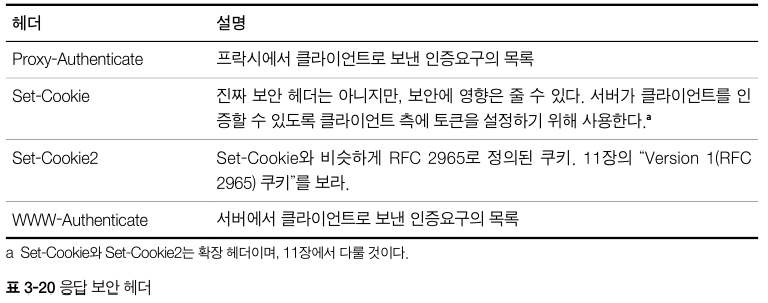 헤더 설명
Proxy-Authenticate 프락시에서 클라이언트로 보낸 인증요구의 목록
Set-Cookie 진짜 보안 헤더는 아니지만, 보안에 영향은 줄 수 있다. 서버가 클라이언트를 인
증할 수 있도록 클라이언트 측에 토큰을 설정하기 위해 사용한다.a
Set-Cookie2 Set-Cookie와 비슷하게 RFC 2965로 정의된 쿠키. 11장의 “Version 1(RFC
2965) 쿠키”를 보라.
WWW-Authenticate 서버에서 클라이언트로 보낸 인증요구의 목록
a Set-Cookie와 Set-Cookie2는 확장 헤더이며, 11장에서 다룰 것이다.
표 3-20 응답 보안 헤더